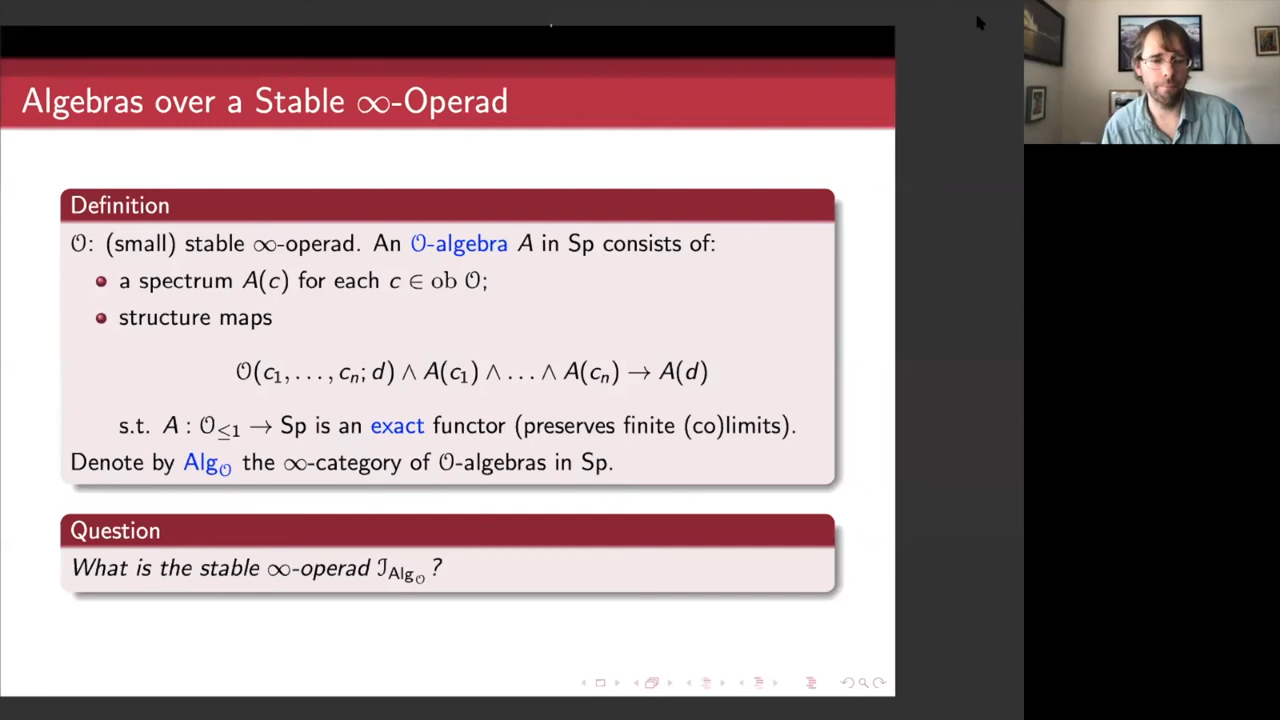 Algebras over a Stable ∞-Operad
Definition
𝒪: (small) stable ∞-operad. An 𝒪-algebra A in Sp consists of:
a spectrum A(c) for each c ∈ ob 𝒪;
structure maps
𝒪(c₁, . . . , cₙ; d) ∧ A(c₁) ∧ . . . ∧ A(cₙ) → A(d)
s.t. A : 𝒪≤₁ → Sp is an exact functor (preserves finite (co)limits).
Denote by Alg_𝒪 the ∞-category of 𝒪-algebras in Sp.
Question
What is the stable ∞-operad ℐ_Alg_𝒪 ?